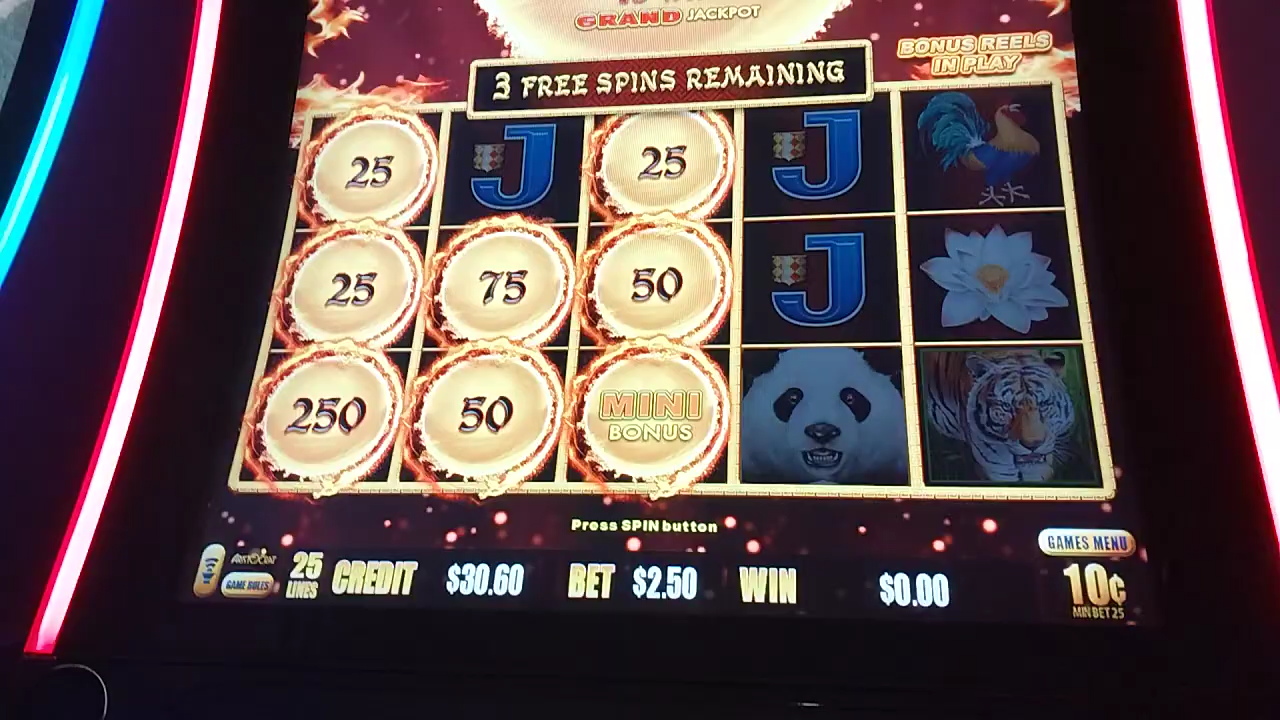 GRAND JACKPOT
BONUS REELS
IN PLAY
3 FREE SPINS REMAINING
25
J
25
J
25
75
50
J
250
50
MINI
BONUS
Press SPIN button
GAMES MENU
ARISTOCRAT
GAME RULES
25
LINES
CREDIT $30.60
BET $2.50
WIN $0.00
10¢
MIN BET 25